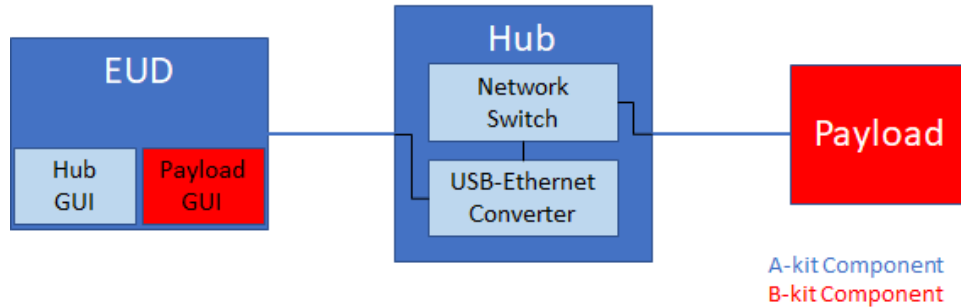 EUD
Hub
GUI
Payload
GUI
Hub
Network
Switch
USB-Ethernet
Converter
Payload
A-kit Component
B-kit Component